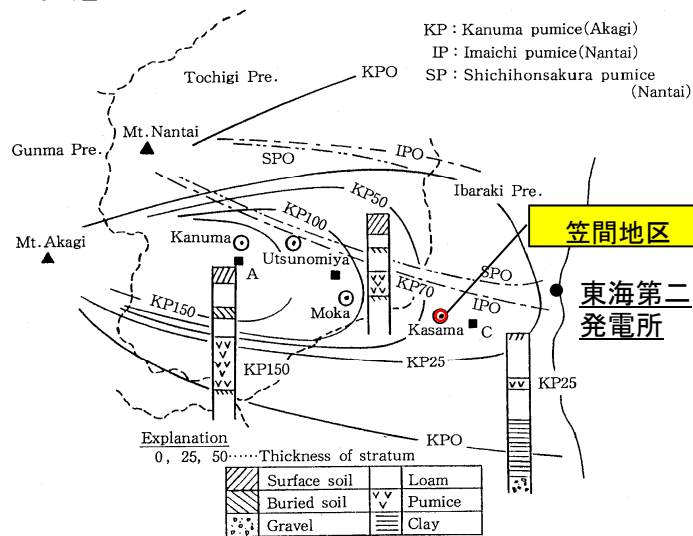 KP : Kanuma pumice(Akagi)
IP : Imaichi pumice(Nantai)
SP : Shichihonsakura pumice
(Nantai)
Tochigi Pre.
KPO
Mt.Nantai
Gunma Pre.
SPO
IPO
KP50
Ibaraki Pre.
KP100
笠間地区
Kanuma
Mt.Akagi
Utsunomiya
SPO
A
KP70
IPO
東海第二
発電所
KP150
Moka
Kasama
C
KP25
KP150
KP25
KPO
Explanation
0, 25, 50……Thickness of stratum
Surface soil
Loam
Buried soil
Pumice
Gravel
Clay